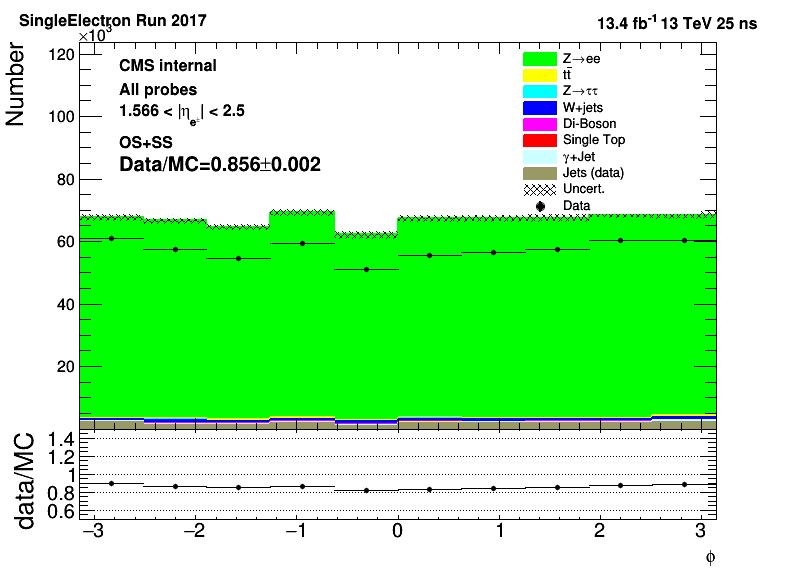 SingleElectron Run 2017
13.4 fb⁻¹ 13 TeV 25 ns
×10³
Number
120
100
80
60
40
20
CMS internal
All probes
1.566 < |η_e±| < 2.5
OS+SS
Data/MC=0.856±0.002
Z→ee
tt̄
Z→ττ
W+jets
Di-Boson
Single Top
γ+Jet
Jets (data)
Uncert.
Data
data/MC
1.4
1.2
1
0.8
0.6
−3 −2 −1 0 1 2 3
ϕ